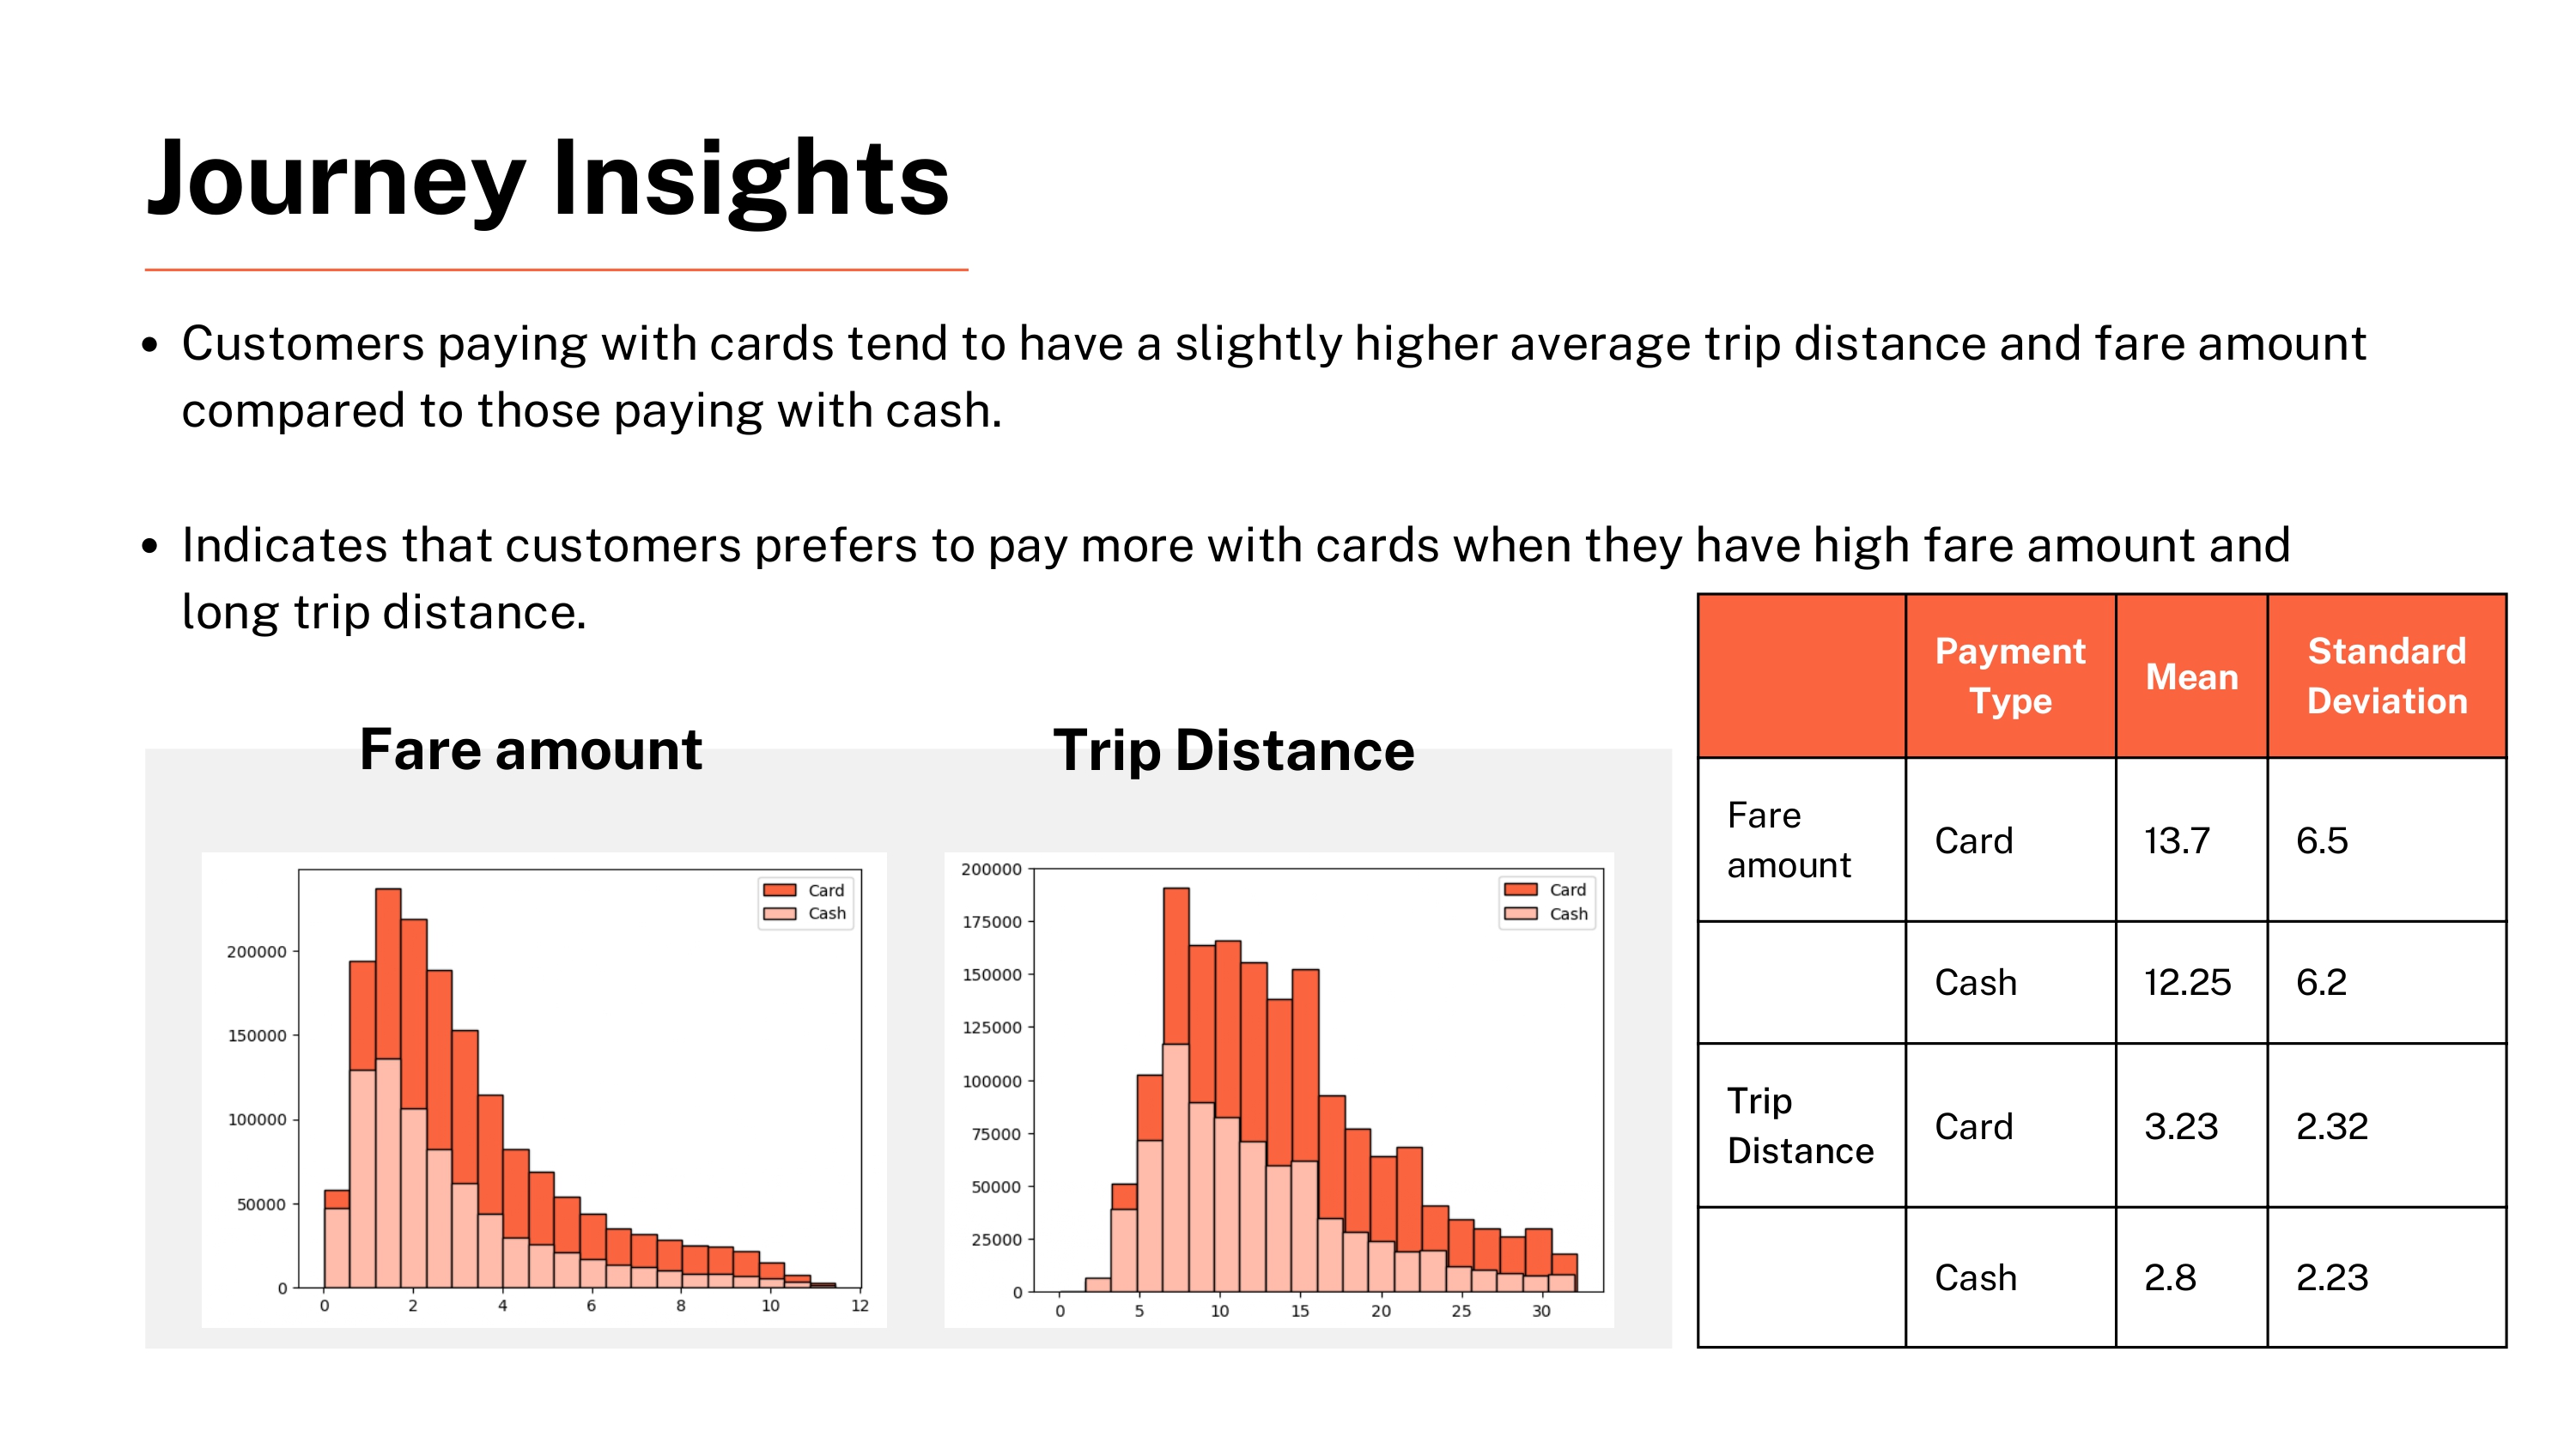 Journey Insights
• Customers paying with cards tend to have a slightly higher average trip distance and fare amount
compared to those paying with cash.
• Indicates that customers prefers to pay more with cards when they have high fare amount and
long trip distance.
Fare amount
Card
Cash
200000
150000
100000
50000
0
0 2 4 6 8 10 12
Trip Distance
Card
Cash
200000
175000
150000
125000
100000
75000
50000
25000
0
0 5 10 15 20 25 30
Payment
Type
Mean
Standard
Deviation
Fare
amount
Card 13.7 6.5
Cash 12.25 6.2
Trip
Distance
Card 3.23 2.32
Cash 2.8 2.23